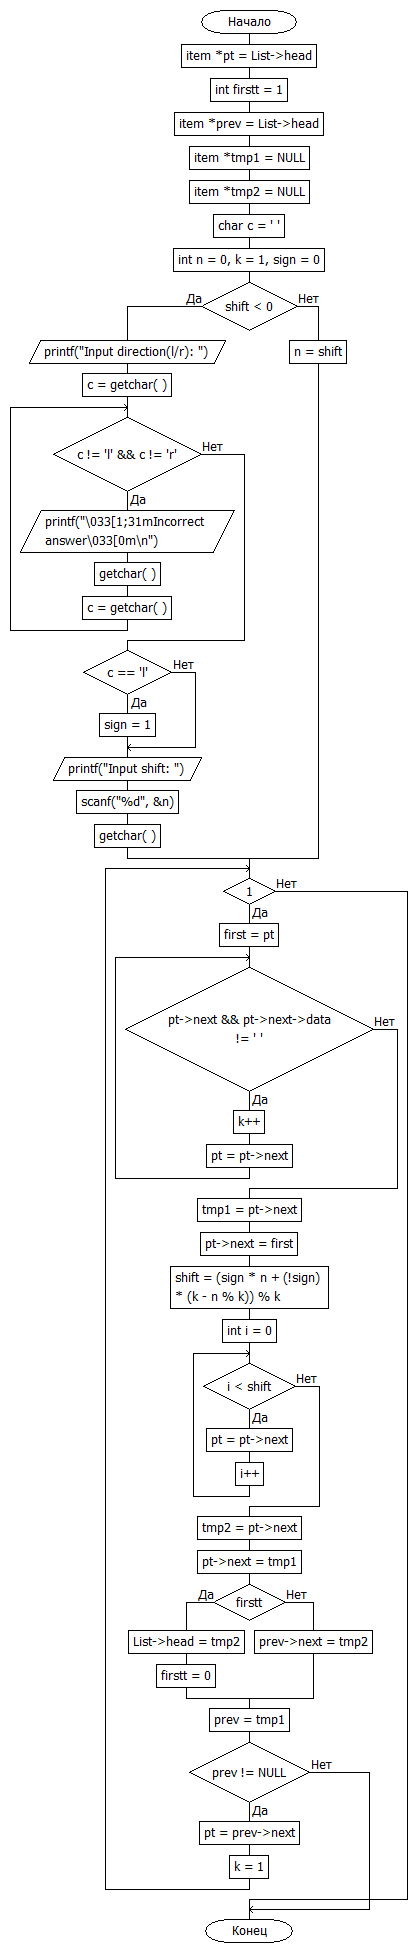 Начало
item *pt = List->head
int firstt = 1
item *prev = List->head
item *tmp1 = NULL
item *tmp2 = NULL
char c = ' '
int n = 0, k = 1, sign = 0
shift < 0
Да
Нет
printf("Input direction(l/r): ")
n = shift
c = getchar( )
c != 'l' && c != 'r'
Нет
Да
printf("\033[1;31mIncorrect
answer\033[0m\n")
getchar( )
c = getchar( )
c == 'l'
Нет
Да
sign = 1
printf("Input shift: ")
scanf("%d", &n)
getchar( )
1
Нет
Да
first = pt
pt->next && pt->next->data
!= ' '
Нет
Да
k++
pt = pt->next
tmp1 = pt->next
pt->next = first
shift = (sign * n + (!sign)
* (k - n % k)) % k
int i = 0
i < shift
Нет
Да
pt = pt->next
i++
tmp2 = pt->next
pt->next = tmp1
firstt
Да
Нет
List->head = tmp2
prev->next = tmp2
firstt = 0
prev = tmp1
prev != NULL
Нет
Да
pt = prev->next
k = 1
Конец